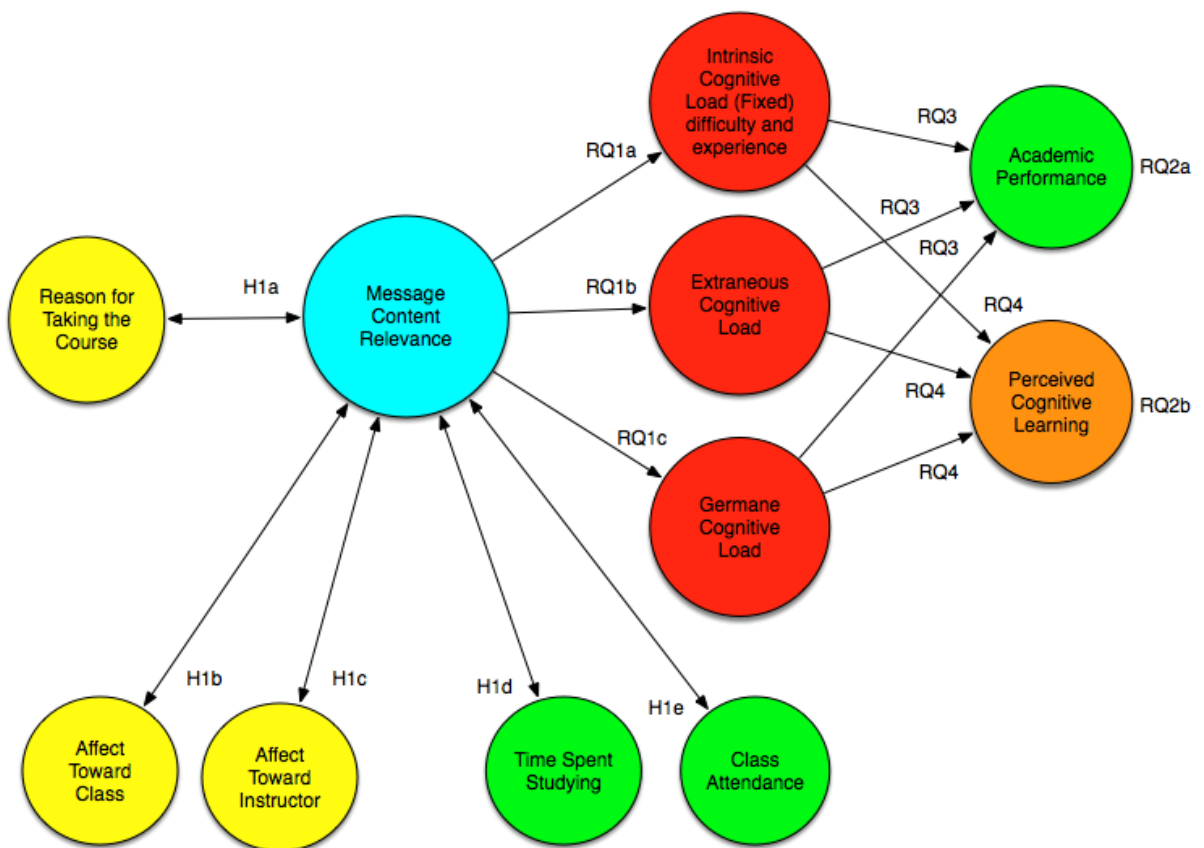 Intrinsic
Cognitive
Load (Fixed)
difficulty and
experience
RQ3
Academic
Performance
RQ2a
RQ1a
RQ3
RQ3
Reason for
Taking the
Course
H1a
Message
Content
Relevance
RQ1b
Extraneous
Cognitive
Load
RQ4
RQ4
Perceived
Cognitive
Learning
RQ2b
RQ1c
RQ4
Germane
Cognitive
Load
H1b
H1c
H1d
H1e
Affect
Toward
Class
Affect
Toward
Instructor
Time Spent
Studying
Class
Attendance